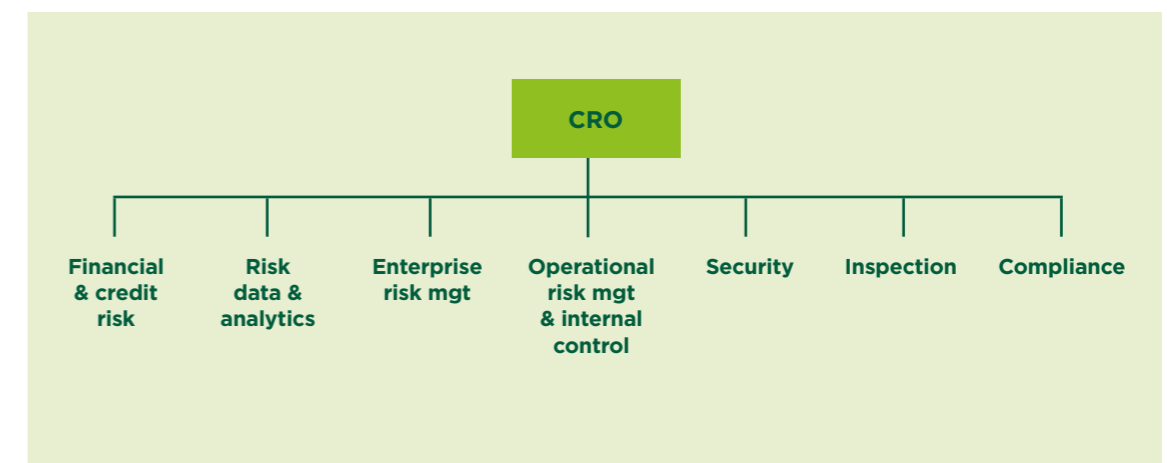 CRO
Financial
& credit
risk
Risk
data &
analytics
Enterprise
risk mgt
Operational
risk mgt
& internal
control
Security
Inspection
Compliance